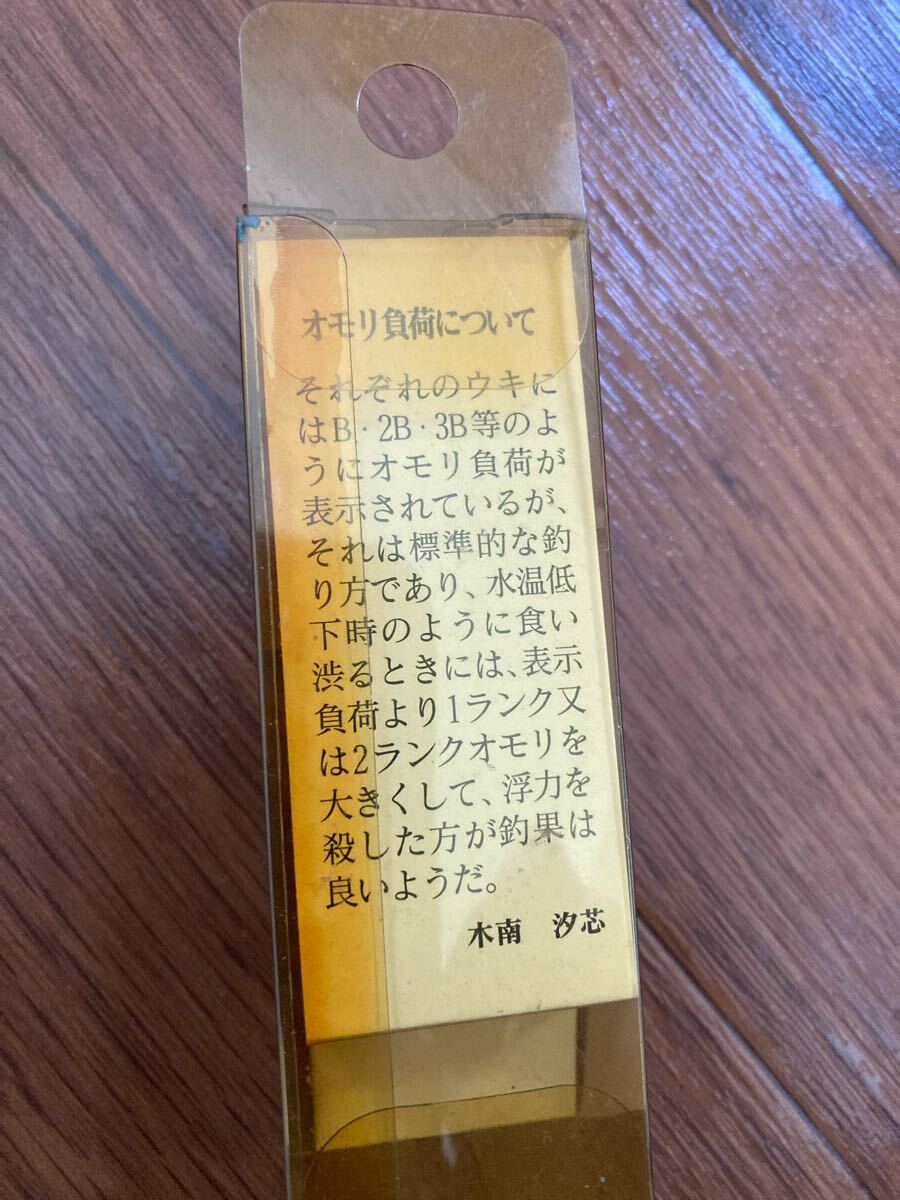 オモリ負荷について
それぞれのウキに
はB・2B・3B等のよ
うにオモリ負荷が
表示されているが、
それは標準的な釣
り方であり、水温低
下時のように食い
渋るときには、表示
負荷より1ランク又
は2ランクオモリを
大きくして、浮力を
殺した方が釣果は
良いようだ。
木南　汐芯